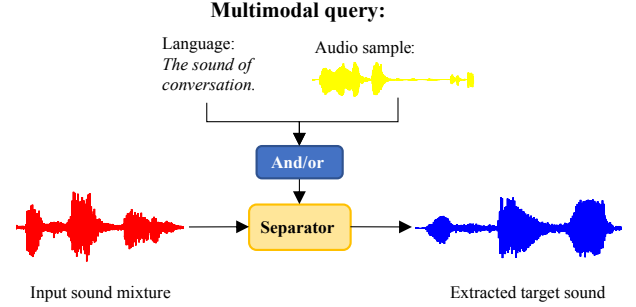 Multimodal query:
Language:
The sound of
conversation.
Audio sample:
And/or
Separator
Input sound mixture
Extracted target sound